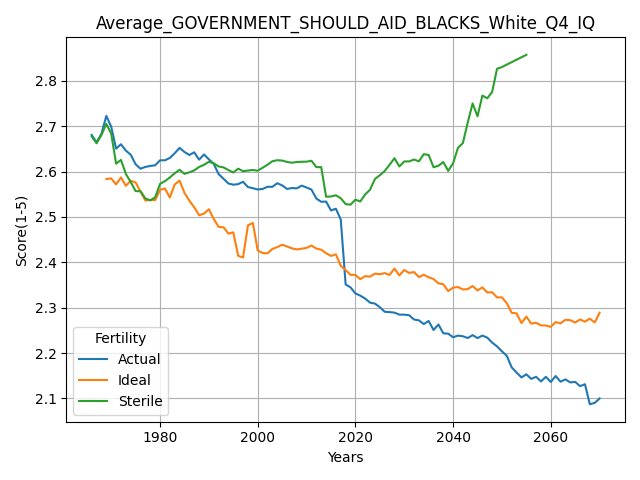 Average_GOVERNMENT_SHOULD_AID_BLACKS_White_Q4_IQ
Score(1-5)
2.8
2.7
2.6
2.5
2.4
2.3
2.2
2.1
Fertility
Actual
Ideal
Sterile
1980 2000 2020 2040 2060
Years